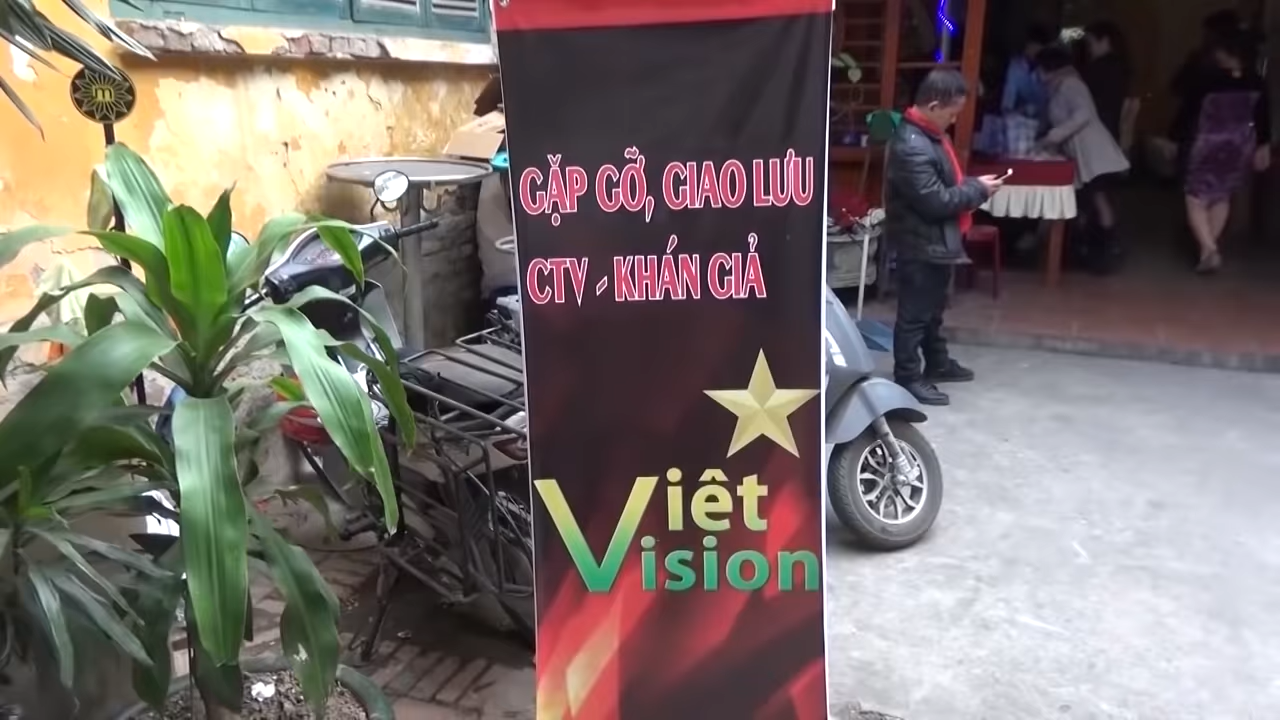 m
GẶP GỠ, GIAO LƯU
CTV - KHÁN GIẢ
Việt
Vision